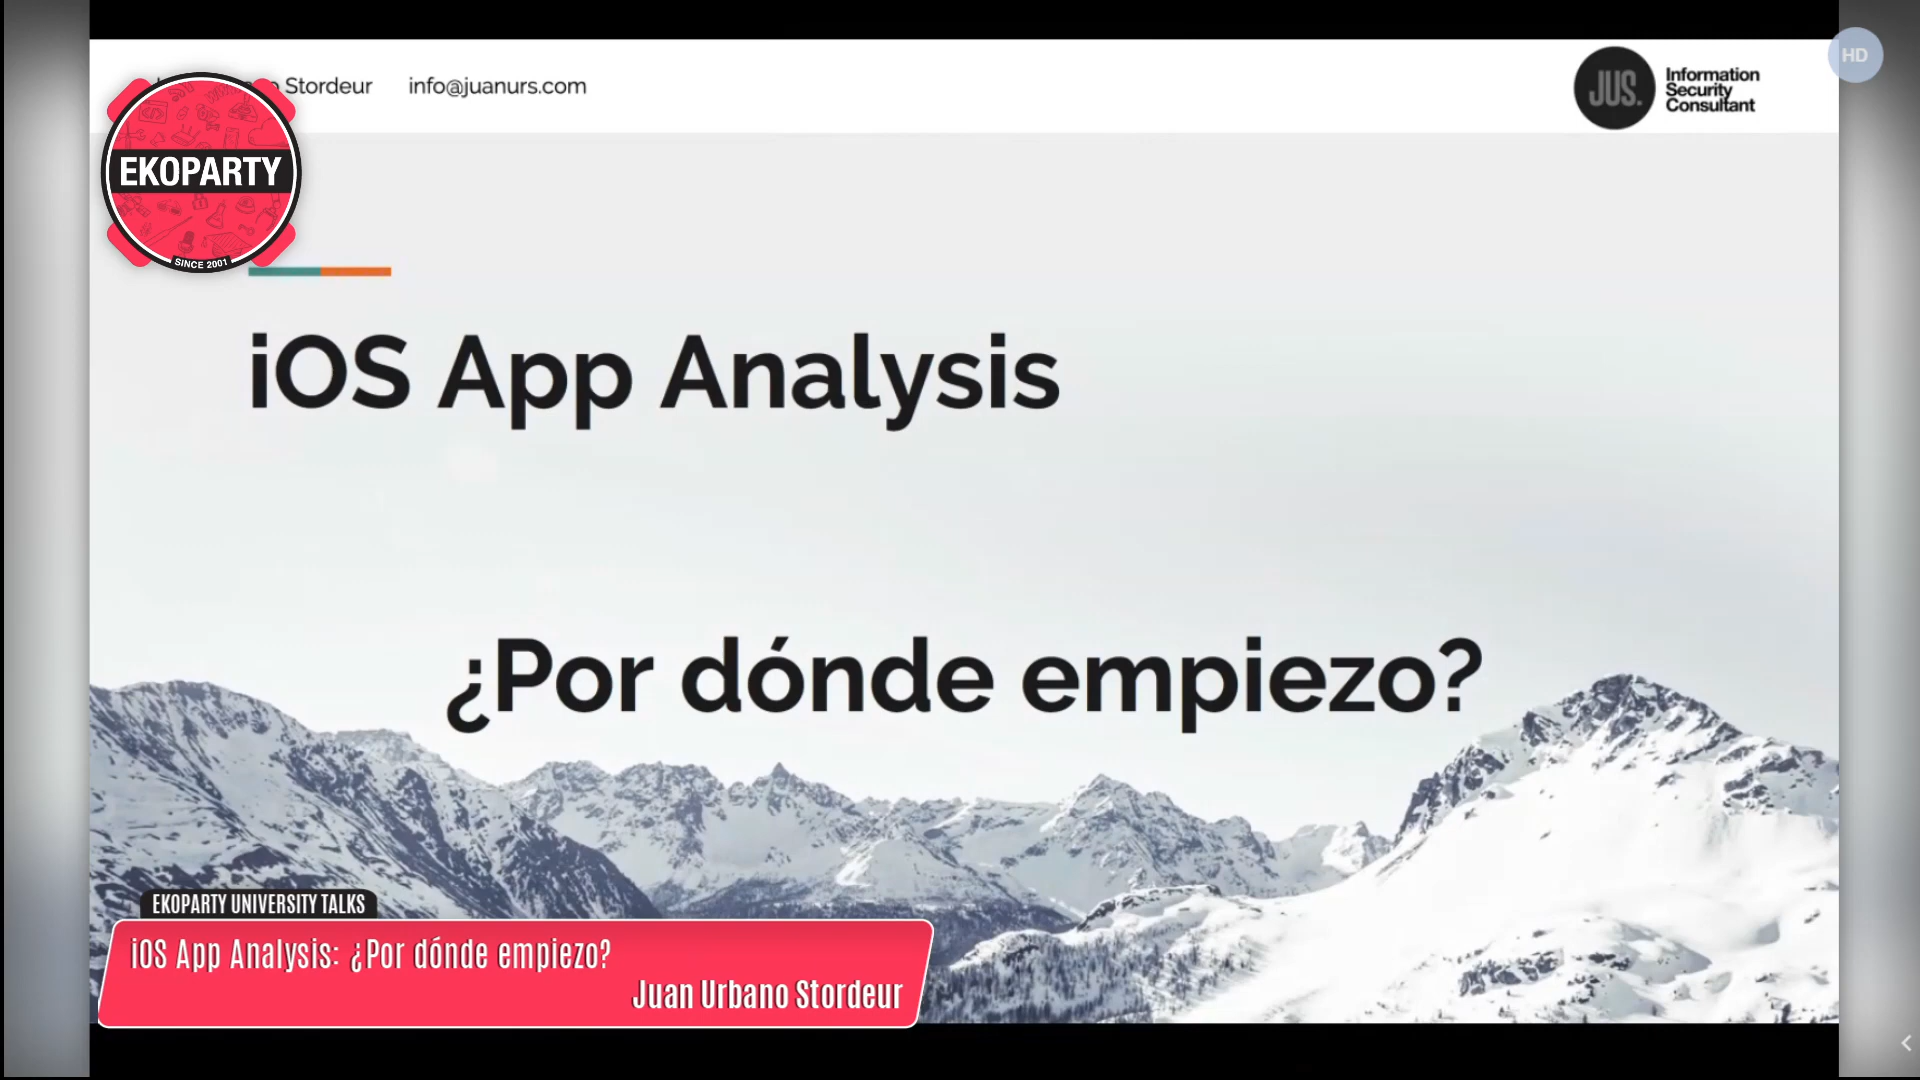 Stordeur info@juanurs.com
JUS. Information
Security
Consultant
HD
EKOPARTY
SINCE 2001
iOS App Analysis
¿Por dónde empiezo?
EKOPARTY UNIVERSITY TALKS
iOS App Analysis: ¿Por dónde empiezo?
Juan Urbano Stordeur